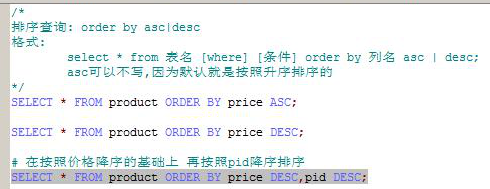 /*
排序查询: order by asc|desc
格式:
select * from 表名 [where] [条件] order by 列名 asc | desc;
asc可以不写,因为默认就是按照升序排序的
*/
SELECT * FROM product ORDER BY price ASC;
SELECT * FROM product ORDER BY price DESC;
# 在按照价格降序的基础上 再按照pid降序排序
SELECT * FROM product ORDER BY price DESC,pid DESC;